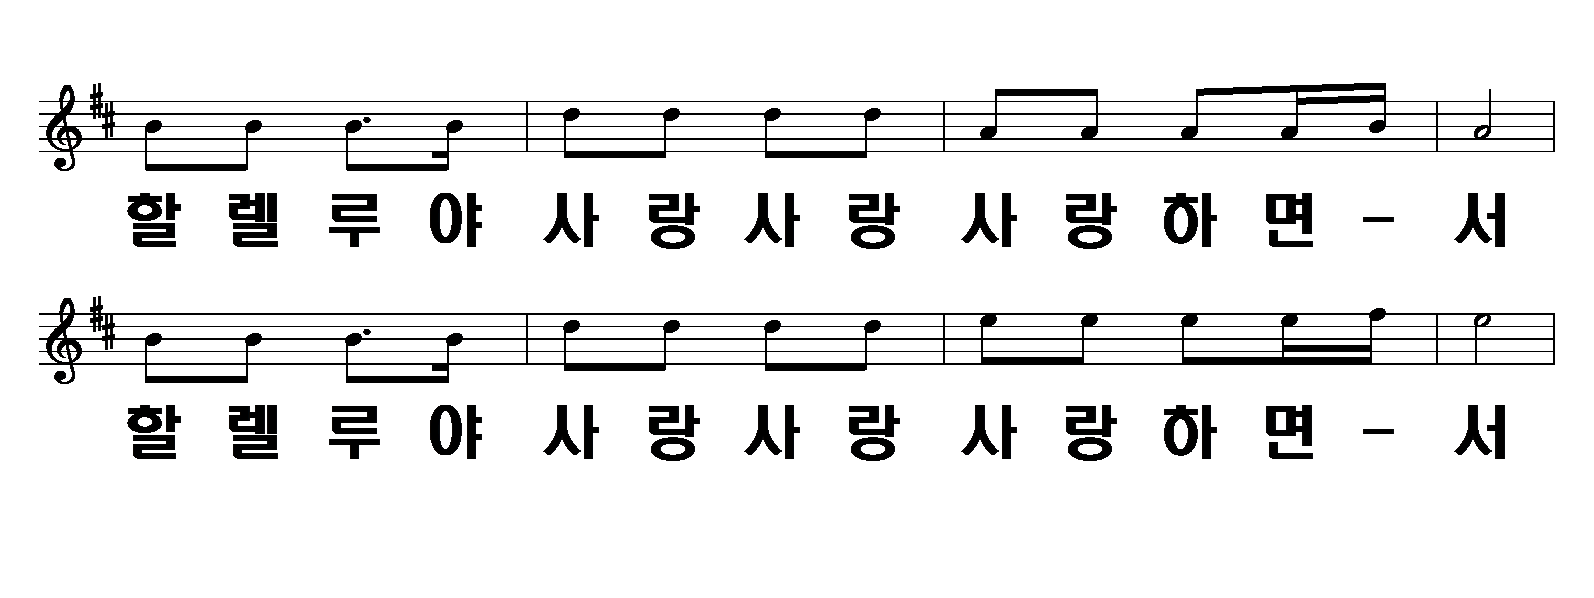 할 렐 루 야 사 랑 사 랑 사 랑 하 면 - 서
할 렐 루 야 사 랑 사 랑 사 랑 하 면 - 서